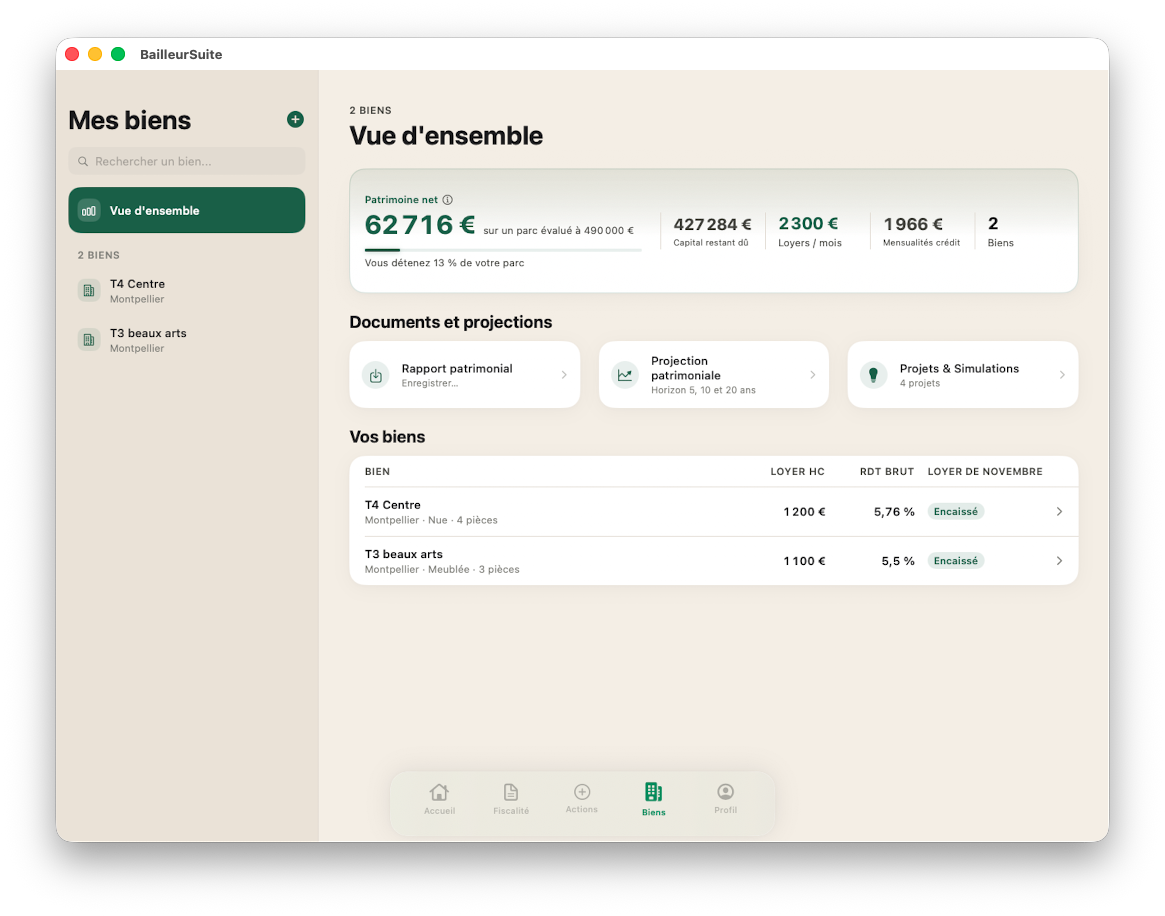 BailleurSuite
Mes biens
Rechercher un bien...
Vue d'ensemble
2 BIENS
T4 Centre
Montpellier
T3 beaux arts
Montpellier
2 BIENS
Vue d'ensemble
Patrimoine net
62 716 € sur un parc évalué à 490 000 €
Vous détenez 13 % de votre parc
427 284 €
Capital restant dû
2 300 €
Loyers / mois
1 966 €
Mensualités crédit
2
Biens
Documents et projections
Rapport patrimonial
Enregistrer...
Projection
patrimoniale
Horizon 5, 10 et 20 ans
Projets & Simulations
4 projets
Vos biens
BIEN LOYER HC RDT BRUT LOYER DE NOVEMBRE
T4 Centre
Montpellier · Nue · 4 pièces
1 200 € 5,76 % Encaissé
T3 beaux arts
Montpellier · Meublée · 3 pièces
1 100 € 5,5 % Encaissé
Accueil
Fiscalité
Actions
Biens
Profil